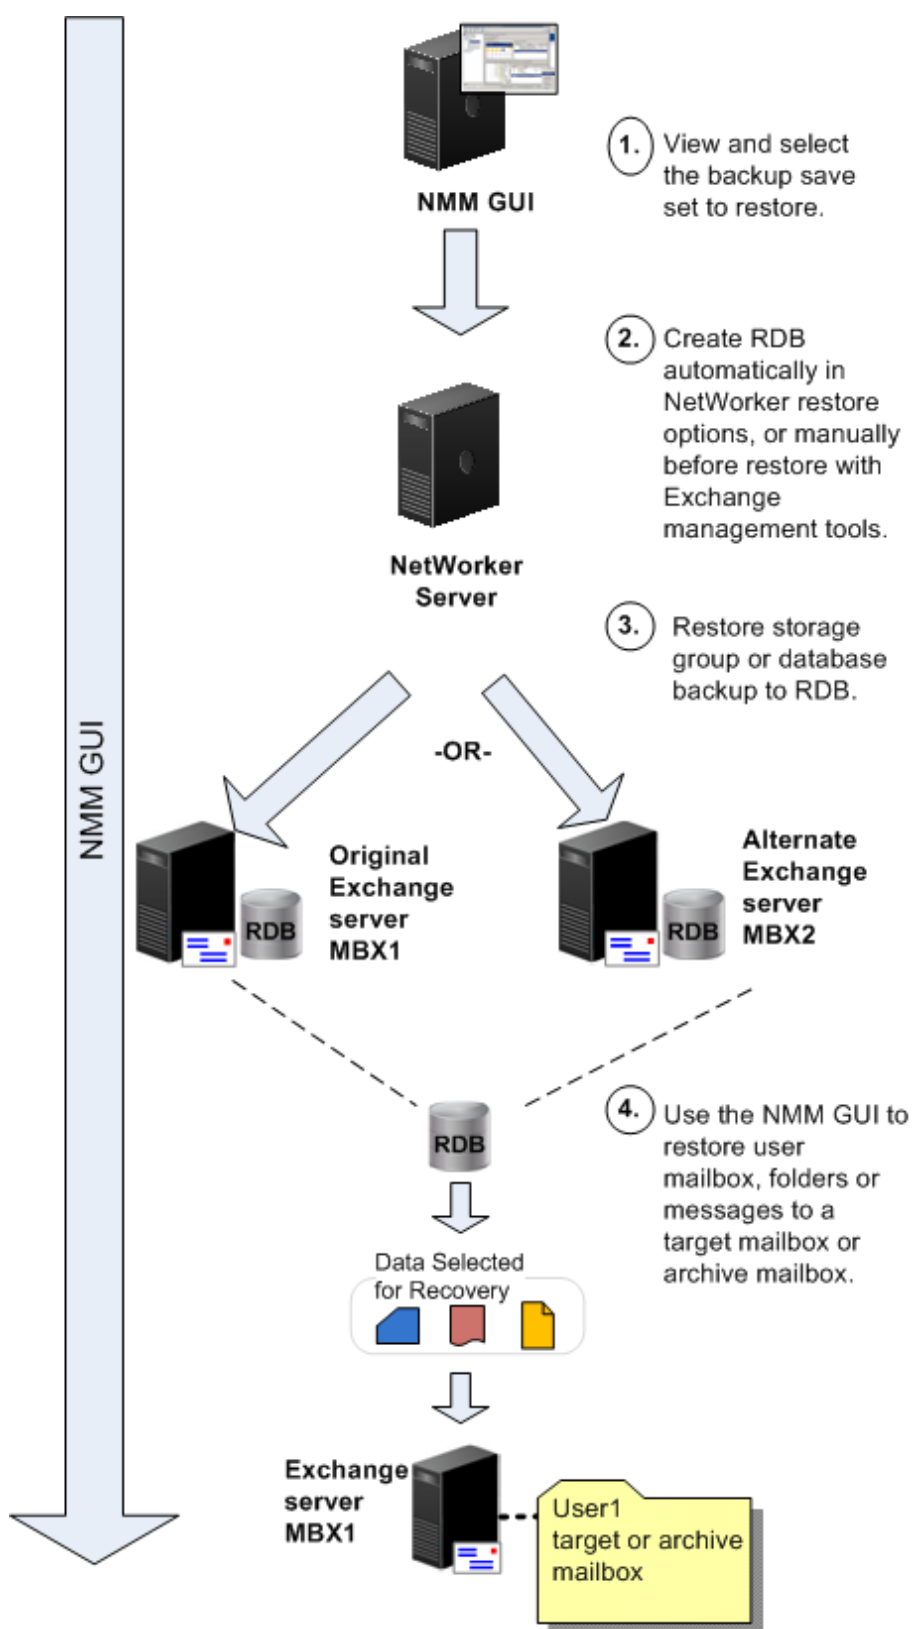 1. View and select
the backup save
set to restore.
NMM GUI
2. Create RDB
automatically in
NetWorker restore
options, or manually
before restore with
Exchange
management tools.
NetWorker
Server
3. Restore storage
group or database
backup to RDB.
NMM GUI
-OR-
Original
Exchange
server
MBX1
RDB
Alternate
Exchange
server
MBX2
RDB
RDB
4. Use the NMM GUI to
restore user
mailbox, folders or
messages to a
target mailbox or
archive mailbox.
Data Selected
for Recovery
Exchange
server
MBX1
User1
target or archive
mailbox